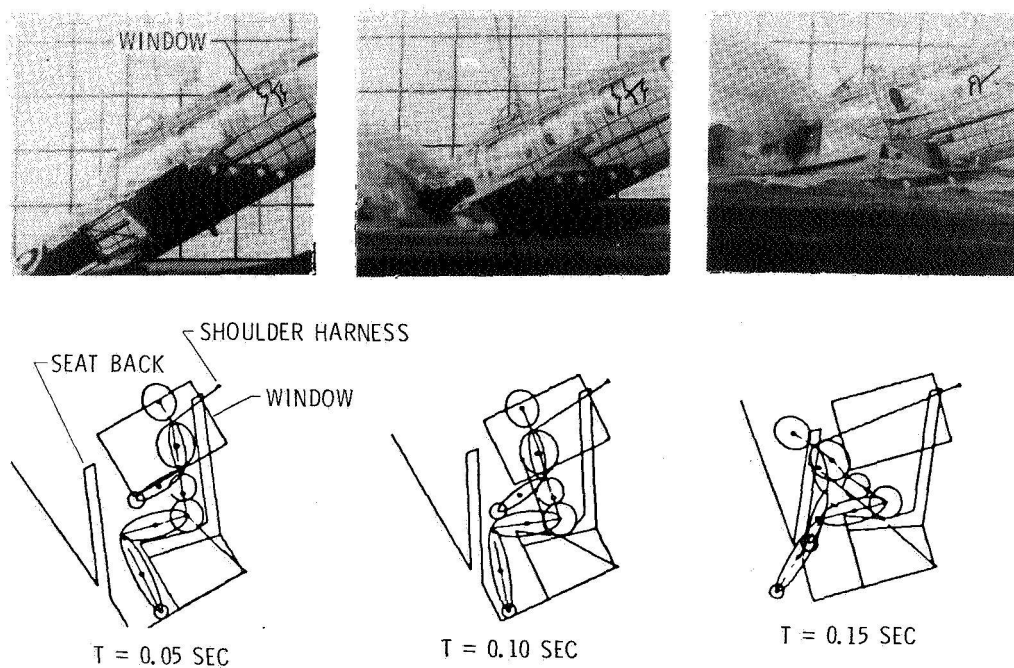 WINDOW
SHOULDER HARNESS
SEAT BACK
WINDOW
T = 0.05 SEC
T = 0.10 SEC
T = 0.15 SEC